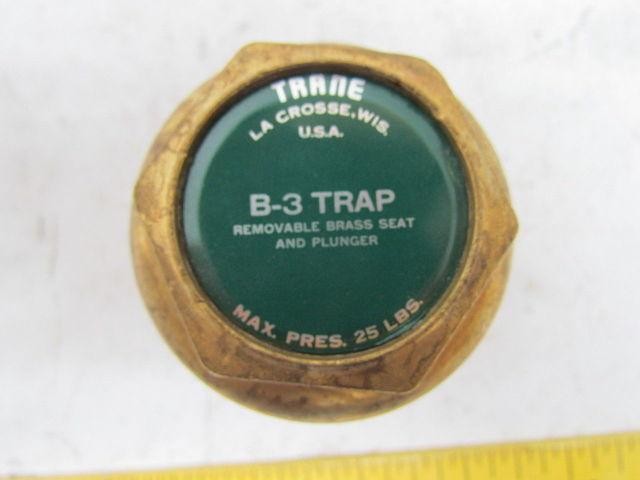 TRANE
LA CROSSE, WIS.
U.S.A.
B-3 TRAP
REMOVABLE BRASS SEAT
AND PLUNGER
MAX. PRES. 25 LBS.